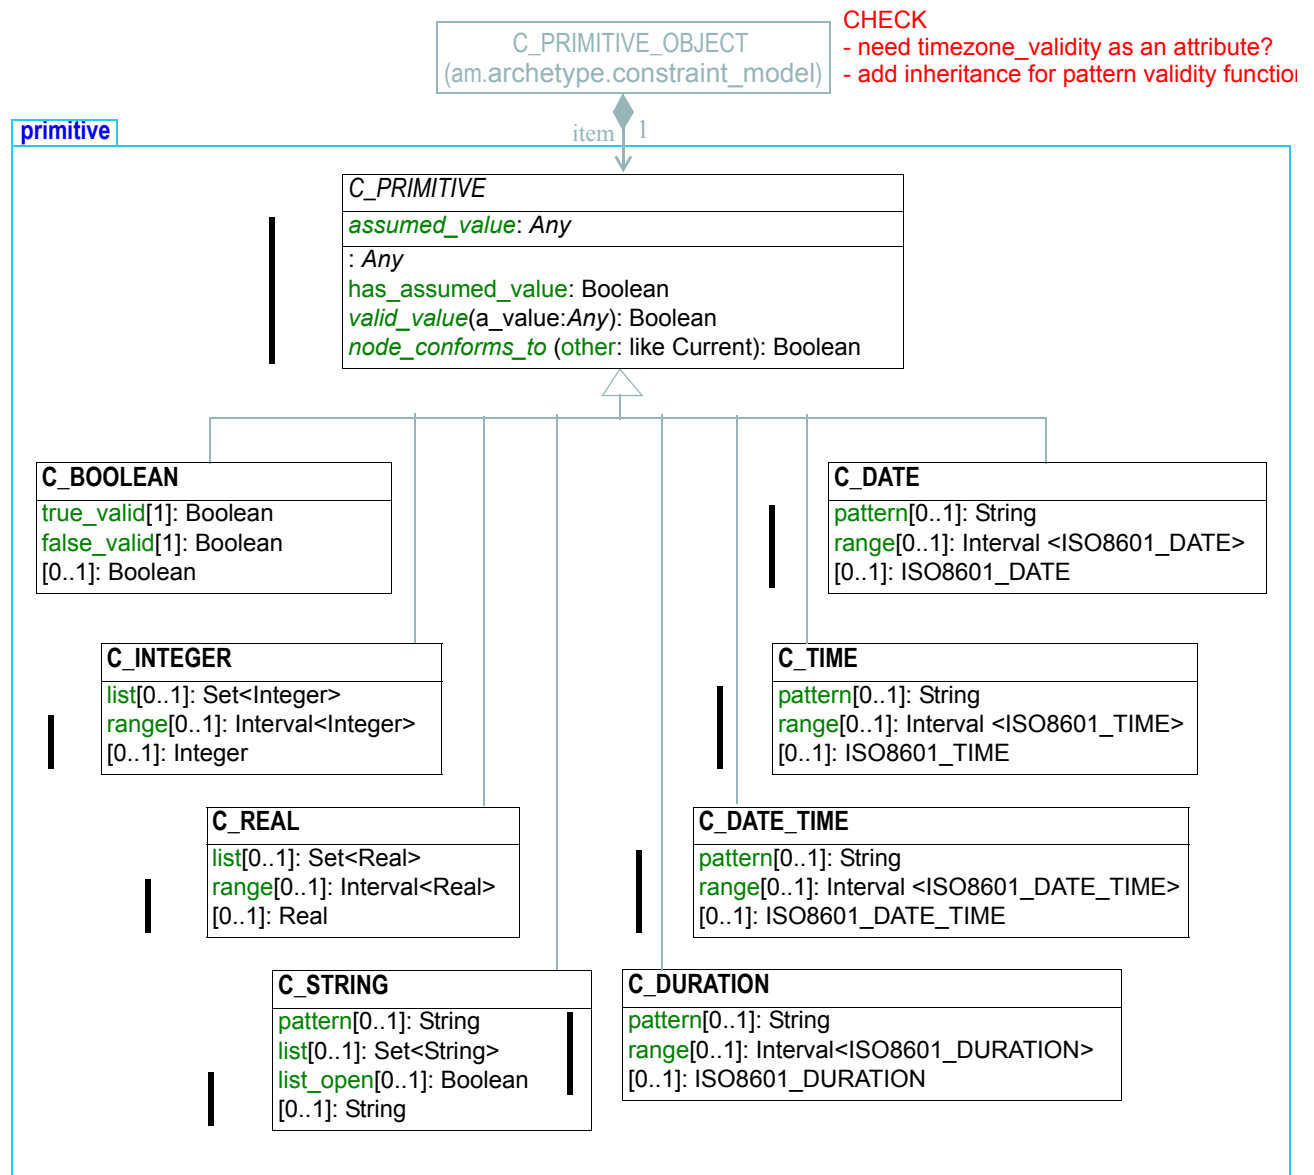 C_PRIMITIVE_OBJECT
(am.archetype.constraint_model)
CHECK
- need timezone_validity as an attribute?
- add inheritance for pattern validity function
item 1
primitive
C_PRIMITIVE
assumed_value: Any
: Any
has_assumed_value: Boolean
valid_value(a_value:Any): Boolean
node_conforms_to (other: like Current): Boolean
C_BOOLEAN
true_valid[1]: Boolean
false_valid[1]: Boolean
[0..1]: Boolean
C_DATE
pattern[0..1]: String
range[0..1]: Interval <ISO8601_DATE>
[0..1]: ISO8601_DATE
C_INTEGER
list[0..1]: Set<Integer>
range[0..1]: Interval<Integer>
[0..1]: Integer
C_TIME
pattern[0..1]: String
range[0..1]: Interval <ISO8601_TIME>
[0..1]: ISO8601_TIME
C_REAL
list[0..1]: Set<Real>
range[0..1]: Interval<Real>
[0..1]: Real
C_DATE_TIME
pattern[0..1]: String
range[0..1]: Interval <ISO8601_DATE_TIME>
[0..1]: ISO8601_DATE_TIME
C_STRING
pattern[0..1]: String
list[0..1]: Set<String>
list_open[0..1]: Boolean
[0..1]: String
C_DURATION
pattern[0..1]: String
range[0..1]: Interval<ISO8601_DURATION>
[0..1]: ISO8601_DURATION